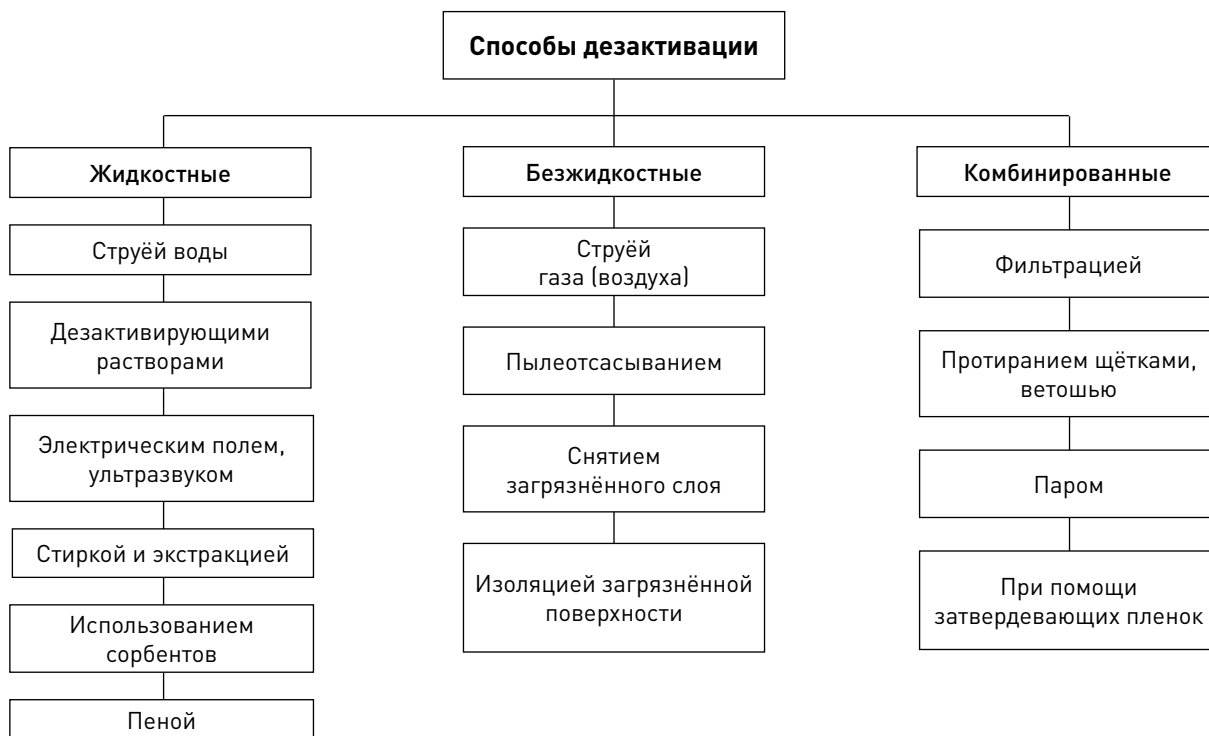 Способы дезактивации
Жидкостные
Струёй воды
Дезактивирующими
растворами
Электрическим полем,
ультразвуком
Стиркой и экстракцией
Использованием
сорбентов
Пеной
Безжидкостные
Струёй
газа (воздуха)
Пылеотсасыванием
Снятием
загрязнённого слоя
Изоляцией загрязнённой
поверхности
Комбинированные
Фильтрацией
Протиранием щётками,
ветошью
Паром
При помощи
затвердевающих пленок